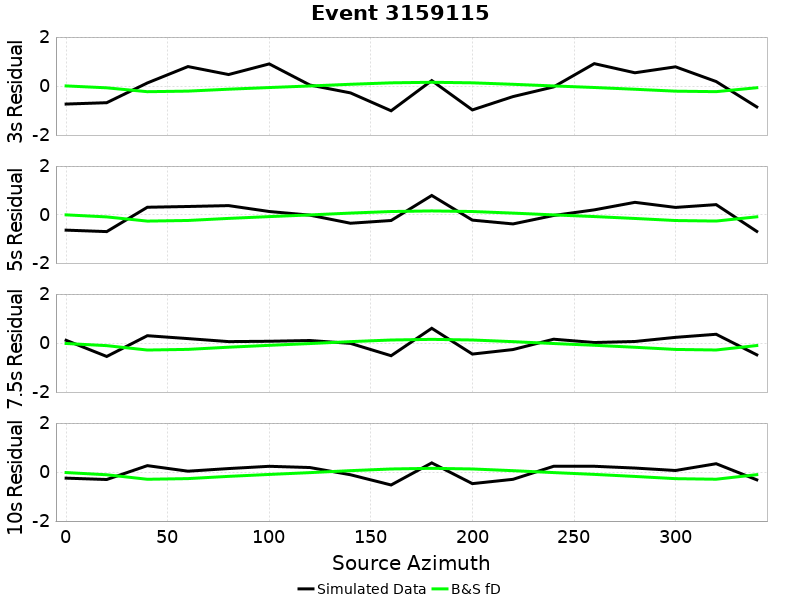 Event 3159115
3s Residual
2
0
-2
5s Residual
2
0
-2
7.5s Residual
2
0
-2
10s Residual
2
0
-2
0 50 100 150 200 250 300
Source Azimuth
Simulated Data B&S fD